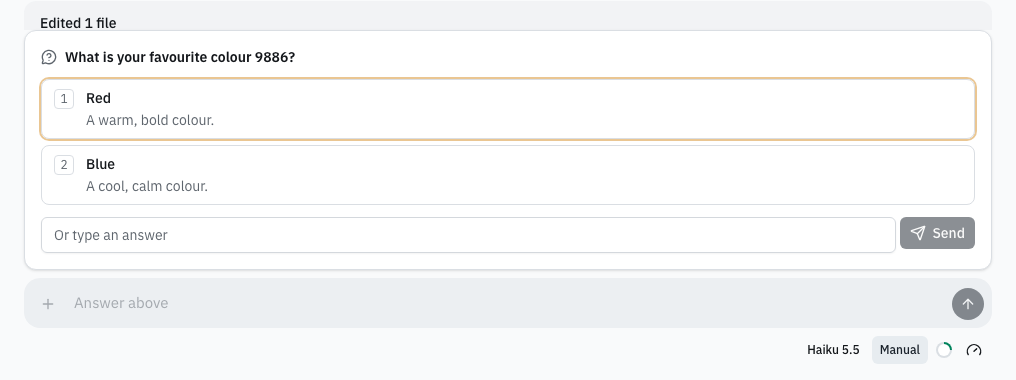 Edited 1 file
What is your favourite colour 9886?
1 Red
A warm, bold colour.
2 Blue
A cool, calm colour.
Or type an answer
Send
Answer above
Haiku 5.5 Manual